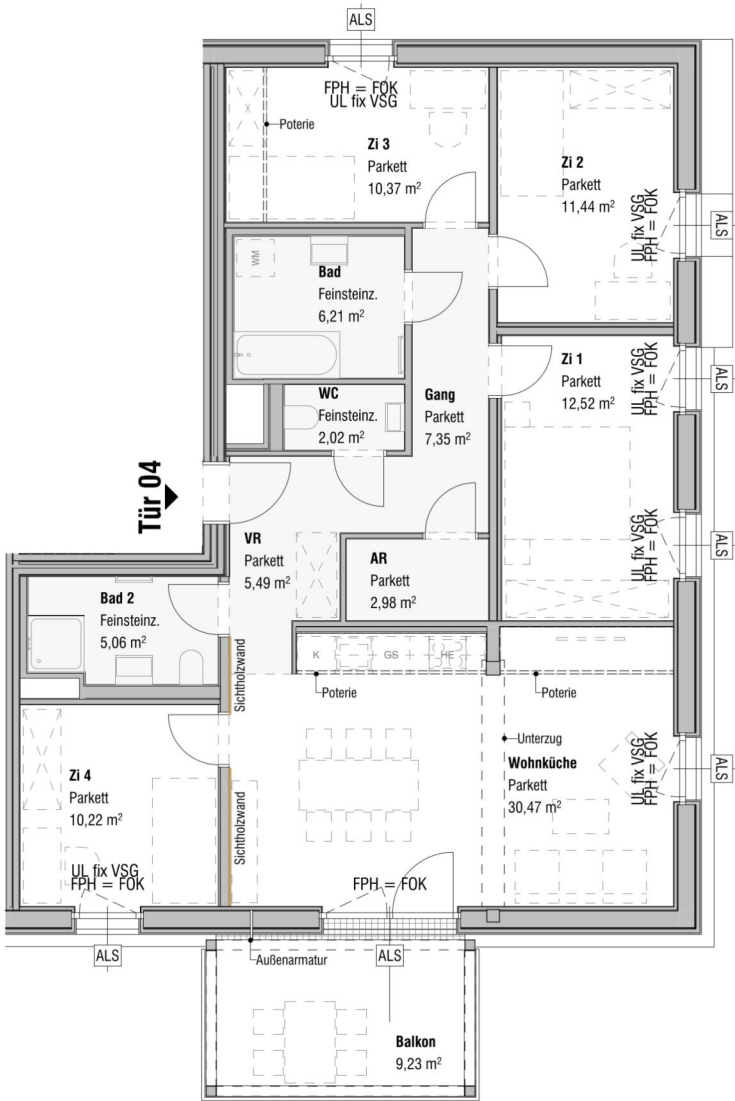 ALS
FPH = FOK
UL fix VSG
Poterie
Zi 3
Parkett
10,37 m²
Zi 2
Parkett
11,44 m²
UL fix VSG
FPH = FOK
ALS
WM
Bad
Feinsteinz.
6,21 m²
Zi 1
Parkett
12,52 m²
UL fix VSG
FPH = FOK
ALS
WC
Feinsteinz.
2,02 m²
Gang
Parkett
7,35 m²
Tür 04
VR
Parkett
5,49 m²
AR
Parkett
2,98 m²
UL fix VSG
FPH = FOK
ALS
Bad 2
Feinsteinz.
5,06 m²
Sichtholzwand
K
GS
HE
Poterie
Poterie
Unterzug
Wohnküche
Parkett
30,47 m²
UL fix VSG
FPH = FOK
ALS
Zi 4
Parkett
10,22 m²
UL fix VSG
FPH = FOK
Sichtholzwand
FPH = FOK
ALS
Außenarmatur
ALS
Balkon
9,23 m²